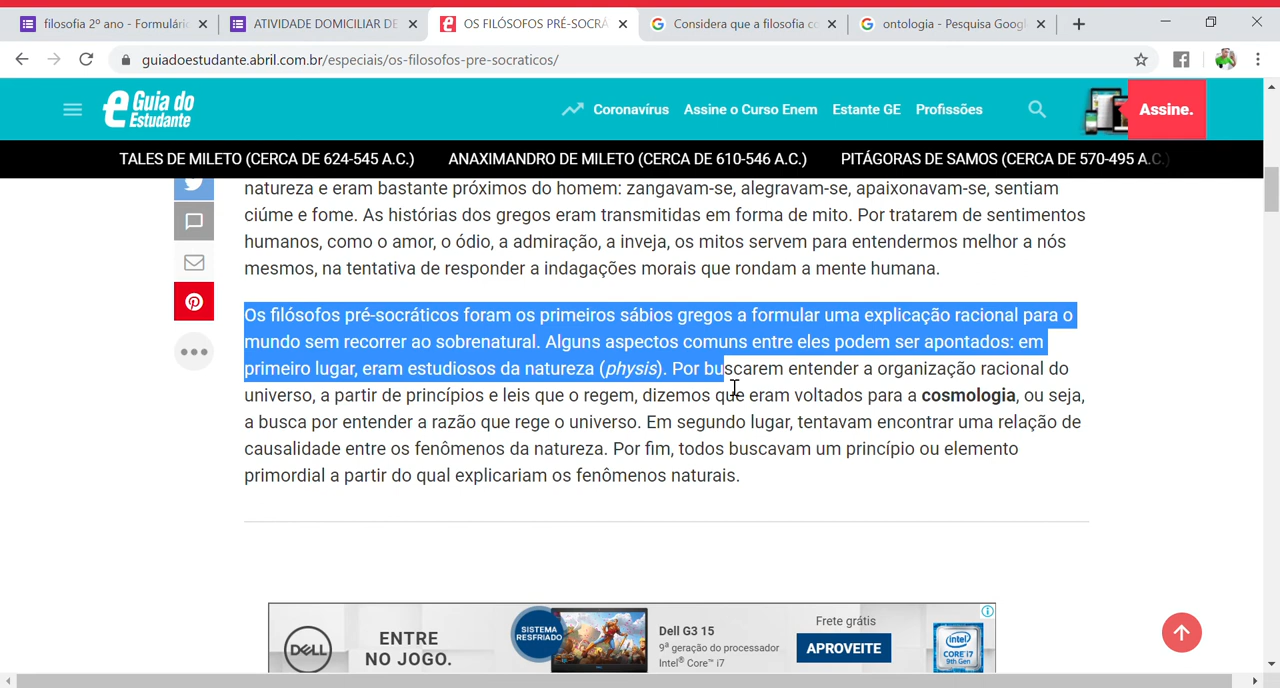 filosofia 2º ano - Formulári
ATIVIDADE DOMICILIAR DE
OS FILÓSOFOS PRÉ-SOCRÁ
Considera que a filosofia co
ontologia - Pesquisa Googl
guiadoestudante.abril.com.br/especiais/os-filosofos-pre-socraticos/
Guia do
Estudante
Coronavírus
Assine o Curso Enem
Estante GE
Profissões
Assine.
TALES DE MILETO (CERCA DE 624-545 A.C.)
ANAXIMANDRO DE MILETO (CERCA DE 610-546 A.C.)
PITÁGORAS DE SAMOS (CERCA DE 570-495 A.C.)
natureza e eram bastante próximos do homem: zangavam-se, alegravam-se, apaixonavam-se, sentiam
ciúme e fome. As histórias dos gregos eram transmitidas em forma de mito. Por tratarem de sentimentos
humanos, como o amor, o ódio, a admiração, a inveja, os mitos servem para entendermos melhor a nós
mesmos, na tentativa de responder a indagações morais que rondam a mente humana.
Os filósofos pré-socráticos foram os primeiros sábios gregos a formular uma explicação racional para o
mundo sem recorrer ao sobrenatural. Alguns aspectos comuns entre eles podem ser apontados: em
primeiro lugar, eram estudiosos da natureza (physis). Por buscarem entender a organização racional do
universo, a partir de princípios e leis que o regem, dizemos que eram voltados para a cosmologia, ou seja,
a busca por entender a razão que rege o universo. Em segundo lugar, tentavam encontrar uma relação de
causalidade entre os fenômenos da natureza. Por fim, todos buscavam um princípio ou elemento
primordial a partir do qual explicariam os fenômenos naturais.
DELL
ENTRE
NO JOGO.
SISTEMA
RESFRIADO
Dell G3 15
9ª geração do processador
Intel® Core™ i7
Frete grátis
APROVEITE
intel
CORE i7
9th Gen